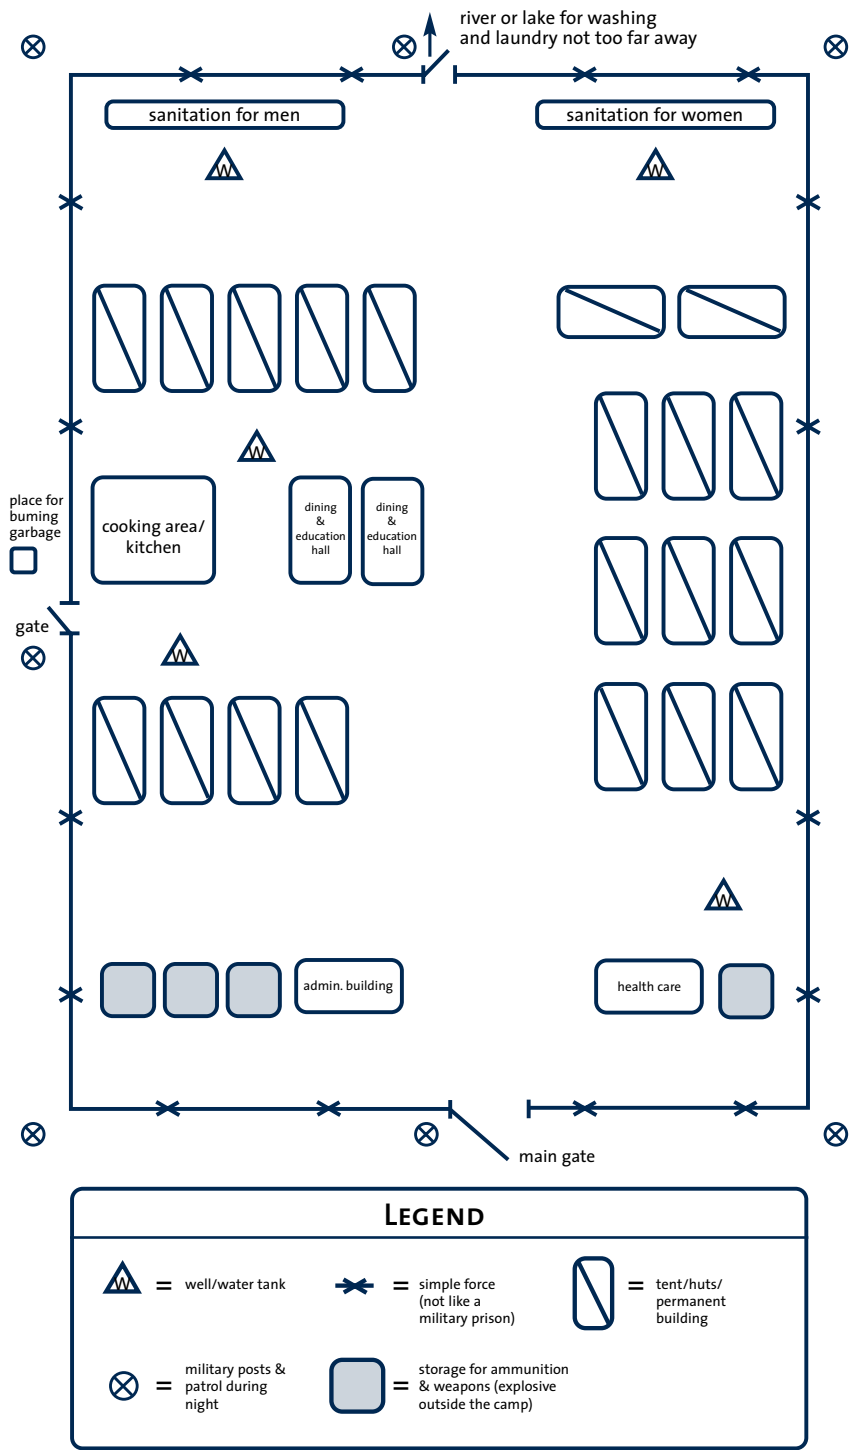 river or lake for washing
and laundry not too far away
sanitation for men
sanitation for women
W
W
W
place for
buming
garbage
cooking area/
kitchen
dining
&
education
hall
dining
&
education
hall
gate
W
W
admin. building
health care
main gate
LEGEND
W = well/water tank
= simple force
(not like a
military prison)
= tent/huts/
permanent
building
= military posts &
patrol during
night
= storage for ammunition
& weapons (explosive
outside the camp)